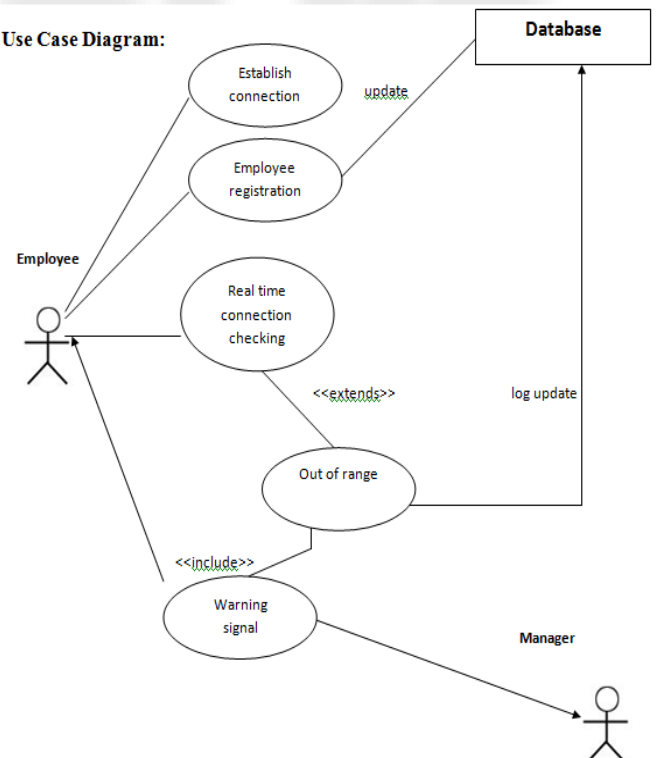 Use Case Diagram:
Database
Establish
connection
update
Employee
registration
Employee
Real time
connection
checking
<<extends>>
log update
Out of range
<<include>>
Warning
signal
Manager